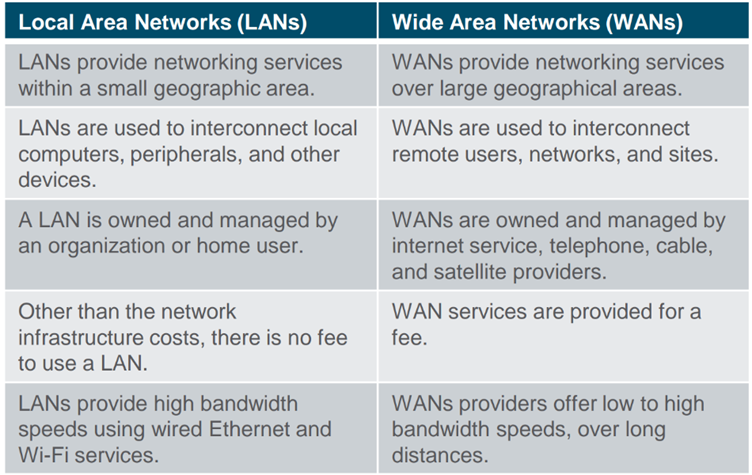 Local Area Networks (LANs)
Wide Area Networks (WANs)
LANs provide networking services
within a small geographic area.
WANs provide networking services
over large geographical areas.
LANs are used to interconnect local
computers, peripherals, and other
devices.
WANs are used to interconnect
remote users, networks, and sites.
A LAN is owned and managed by
an organization or home user.
WANs are owned and managed by
internet service, telephone, cable,
and satellite providers.
Other than the network
infrastructure costs, there is no fee
to use a LAN.
WAN services are provided for a
fee.
LANs provide high bandwidth
speeds using wired Ethernet and
Wi-Fi services.
WANs providers offer low to high
bandwidth speeds, over long
distances.